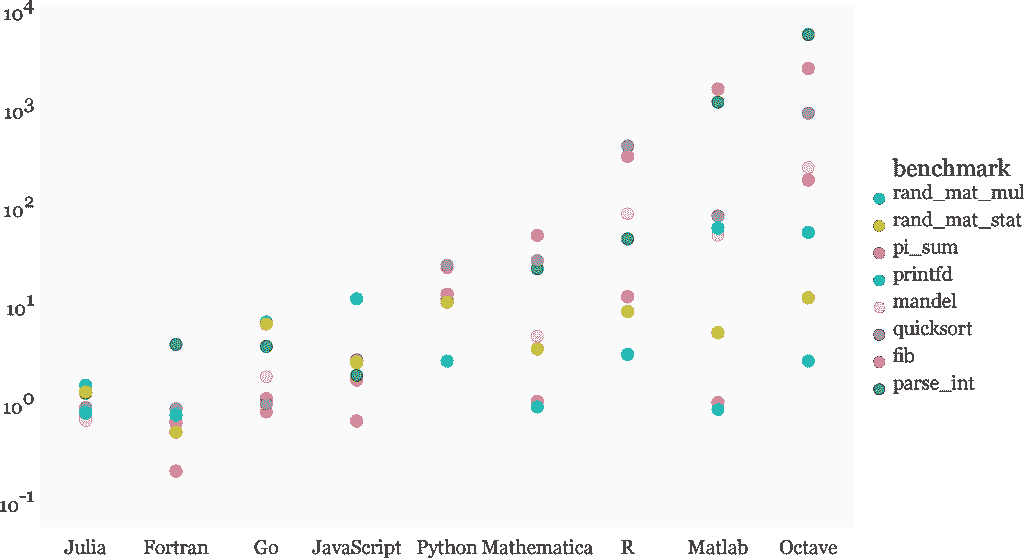 10^4
10^3
10^2
10^1
10^0
10^-1
Julia Fortran Go JavaScript Python Mathematica R Matlab Octave
benchmark
rand_mat_mul
rand_mat_stat
pi_sum
printfd
mandel
quicksort
fib
parse_int